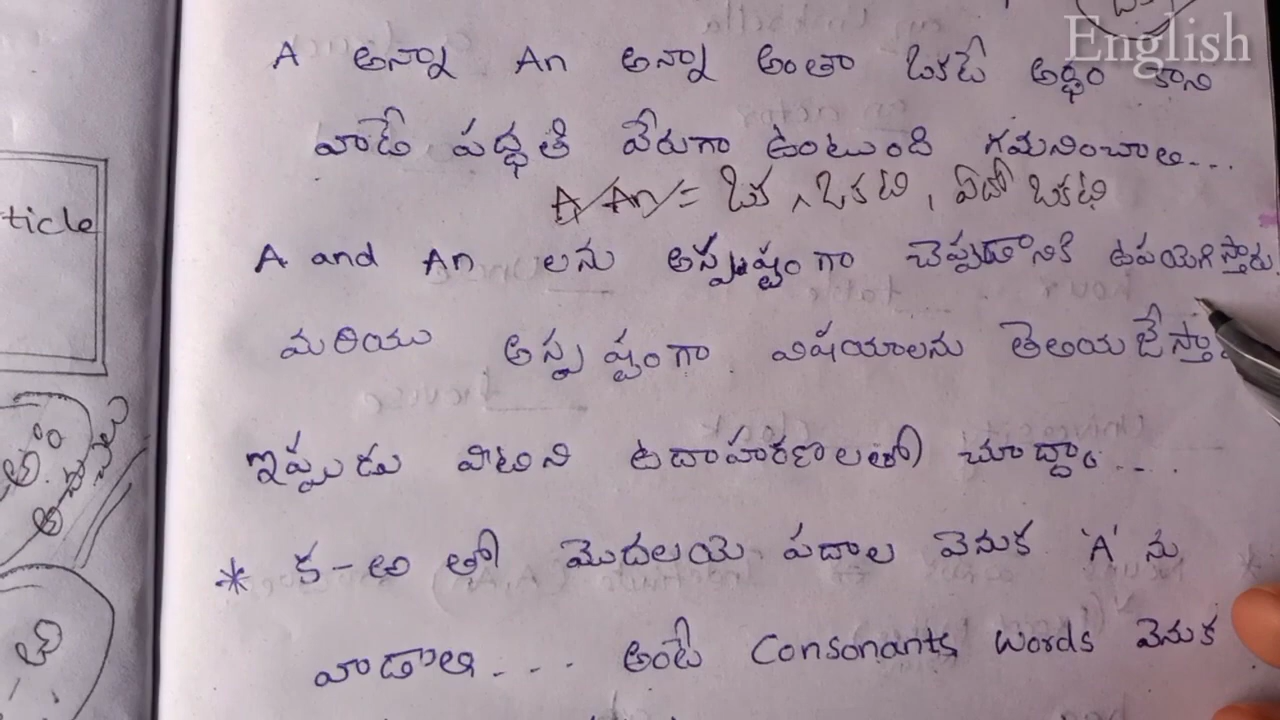 English
A అన్నా An అన్నా అంతా ఒకటే అర్థం కాని
వాడే పద్ధతి వేరుగా ఉంటుంది గమనించాలి...
A/An/= ఒక, ఒకటి, ఏదో ఒకటి
ticle
A and An లను అస్పష్టంగా చెప్పడానికి ఉపయెగిస్తారు
మరియు అస్పష్టంగా విషయాలను తెలియజేస్తా
ఇప్పుడు వీటిని ఉదాహరణలతో చూద్దాం....
* క-అ తో మొదలయె పదాల వెనుక 'A' ను
వాడాలి.... అంటే Consonants words వెనుక